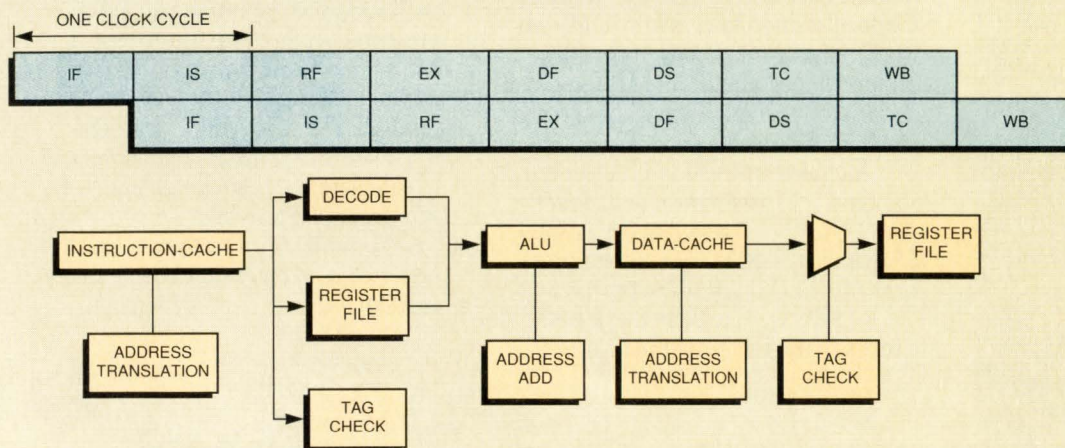 ONE CLOCK CYCLE
IF IS RF EX DF DS TC WB
IF IS RF EX DF DS TC WB
INSTRUCTION-CACHE
ADDRESS
TRANSLATION
DECODE
REGISTER
FILE
TAG
CHECK
ALU
ADDRESS
ADD
DATA-CACHE
ADDRESS
TRANSLATION
TAG
CHECK
REGISTER
FILE